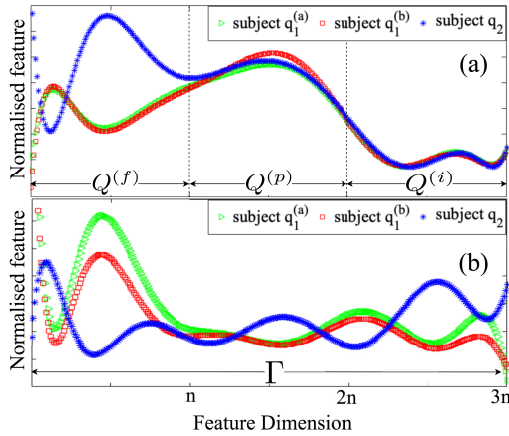 subject q₁⁽ᵃ⁾ subject q₁⁽ᵇ⁾ subject q₂
Normalised feature
(a)
Q⁽ᶠ⁾ Q⁽ᵖ⁾ Q⁽ⁱ⁾
subject q₁⁽ᵃ⁾ subject q₁⁽ᵇ⁾ subject q₂
Normalised feature
(b)
Γ
n 2n 3n
Feature Dimension